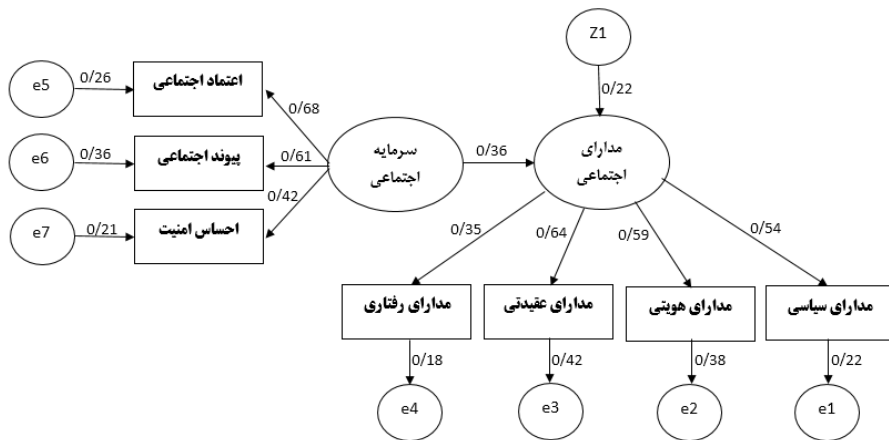 Z1
0/22
e5
0/26
اعتماد اجتماعی
0/68
e6
0/36
پیوند اجتماعی
0/61
سرمایه
اجتماعی
0/36
مدارای
اجتماعی
0/42
e7
0/21
احساس امنیت
0/35
0/64
0/59
0/54
مدارای رفتاری
مدارای عقیدتی
مدارای هویتی
مدارای سیاسی
0/18
0/42
0/38
0/22
e4
e3
e2
e1